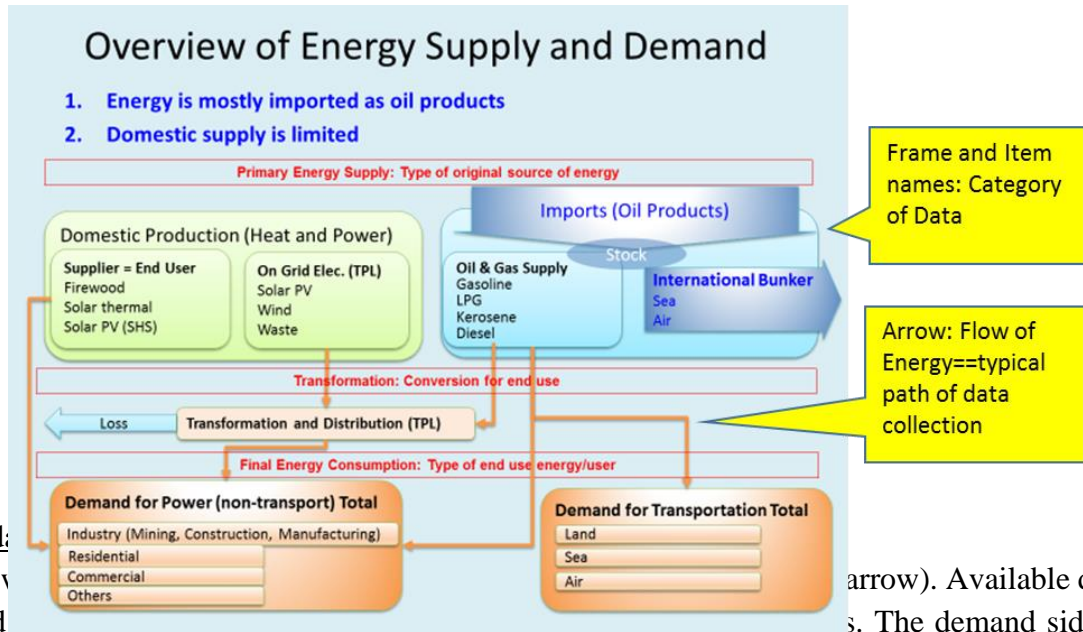 Overview of Energy Supply and Demand
1. Energy is mostly imported as oil products
2. Domestic supply is limited
Primary Energy Supply: Type of original source of energy
Imports (Oil Products)
Stock
Domestic Production (Heat and Power)
Supplier = End User
Firewood
Solar thermal
Solar PV (SHS)
On Grid Elec. (TPL)
Solar PV
Wind
Waste
Oil & Gas Supply
Gasoline
LPG
Kerosene
Diesel
International Bunker
Sea
Air
Frame and Item
names: Category
of Data
Arrow: Flow of
Energy==typical
path of data
collection
Transformation: Conversion for end use
Loss
Transformation and Distribution (TPL)
Final Energy Consumption: Type of end use energy/user
Demand for Power (non-transport) Total
Industry (Mining, Construction, Manufacturing)
Residential
Commercial
Others
Demand for Transportation Total
Land
Sea
Air
arrow). Available
. The demand sid